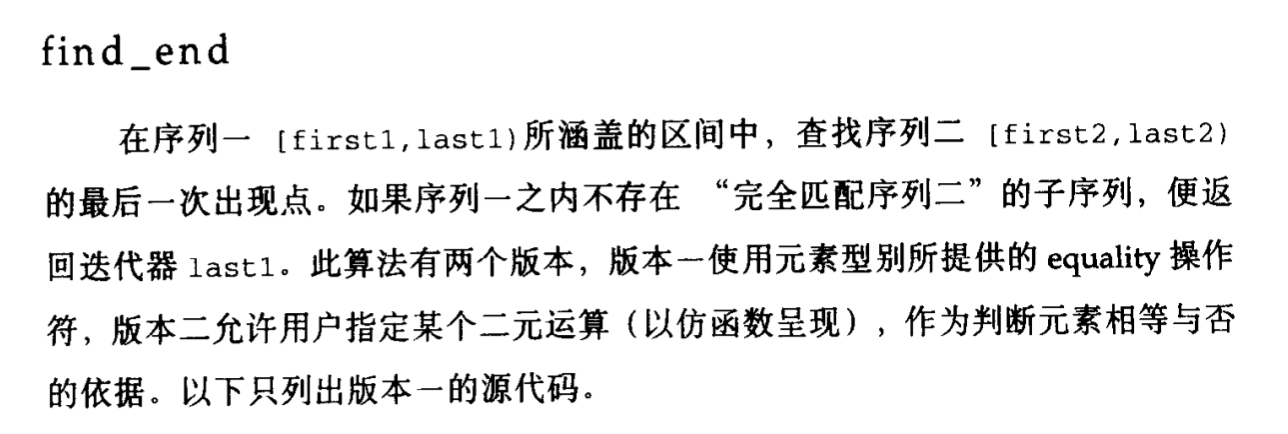 find_end
在序列一 [first1,last1)所涵盖的区间中，查找序列二 [first2,last2)
的最后一次出现点。如果序列一之内不存在 “完全匹配序列二”的子序列，便返
回迭代器 last1。此算法有两个版本，版本一使用元素型别所提供的 equality 操作
符，版本二允许用户指定某个二元运算（以仿函数呈现），作为判断元素相等与否
的依据。以下只列出版本一的源代码。